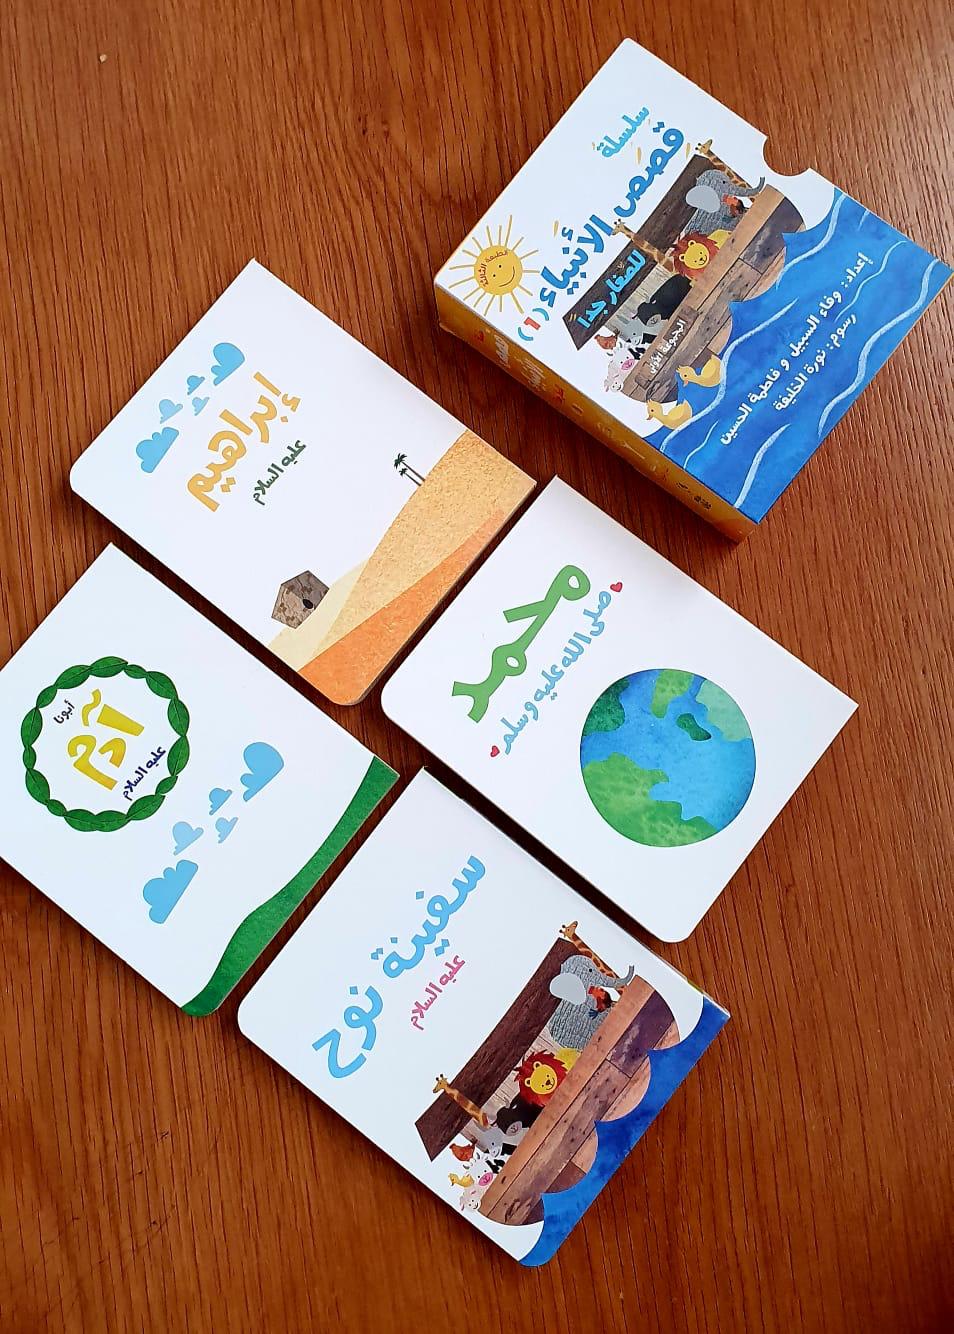 سلسلة
قصص الأنبياء (1)
للصغار جداً
المجموعة الأولى
الطبعة الثالثة
إعداد: وفاء السبيل و فاطمة الحسين
رسوم: نورة الخليفة
إبراهيم
عليه السلام
محمد
صلى الله عليه وسلم
أبونا
آدم
عليه السلام
سفينة نوح
عليه السلام